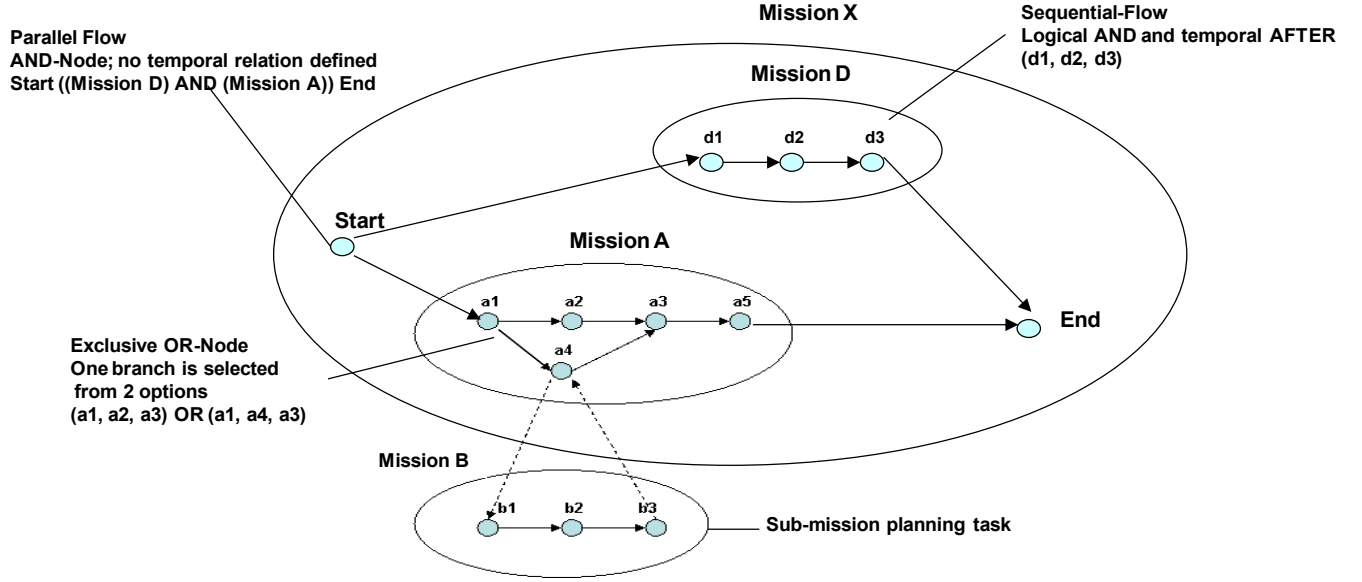 Mission X
Parallel Flow
AND-Node; no temporal relation defined
Start ((Mission D) AND (Mission A)) End
Sequential-Flow
Logical AND and temporal AFTER
(d1, d2, d3)
Mission D
d1 d2 d3
Start
Mission A
a1 a2 a3 a5
a4
End
Exclusive OR-Node
One branch is selected
from 2 options
(a1, a2, a3) OR (a1, a4, a3)
Mission B
b1 b2 b3
Sub-mission planning task